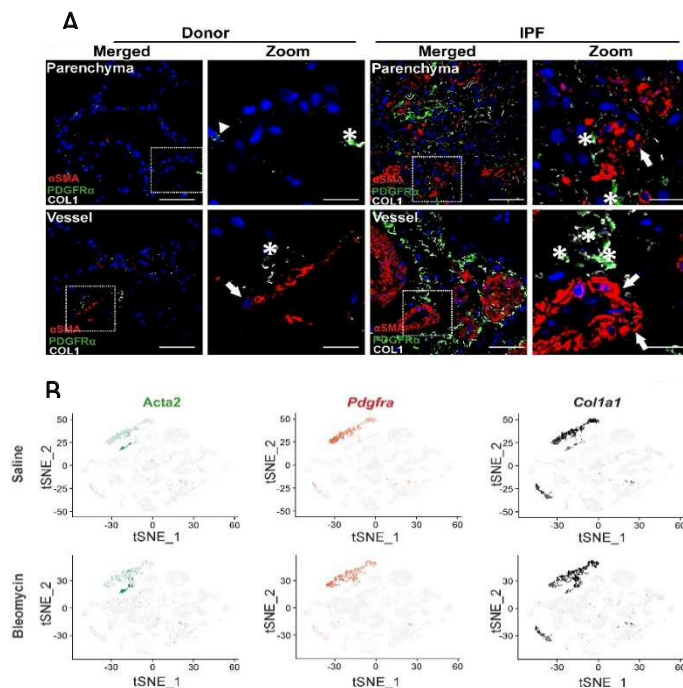 A
Donor
IPF
Merged
Zoom
Merged
Zoom
Parenchyma
αSMA
PDGFRα
COL1
*
Parenchyma
αSMA
PDGFRα
COL1
*
*
Vessel
αSMA
PDGFRα
COL1
*
Vessel
αSMA
PDGFRα
COL1
*
*
*
Acta2
Pdgfra
Col1a1
Saline
tSNE_2
50
25
0
-25
-50
-30
0
30
60
tSNE_1
tSNE_2
50
25
0
-25
-50
-30
0
30
60
tSNE_1
tSNE_2
50
25
0
-25
-50
-30
0
30
60
tSNE_1
Bleomycin
tSNE_2
30
0
-30
-30
0
30
60
tSNE_1
tSNE_2
30
0
-30
-30
0
30
60
tSNE_1
tSNE_2
30
0
-30
-30
0
30
60
tSNE_1